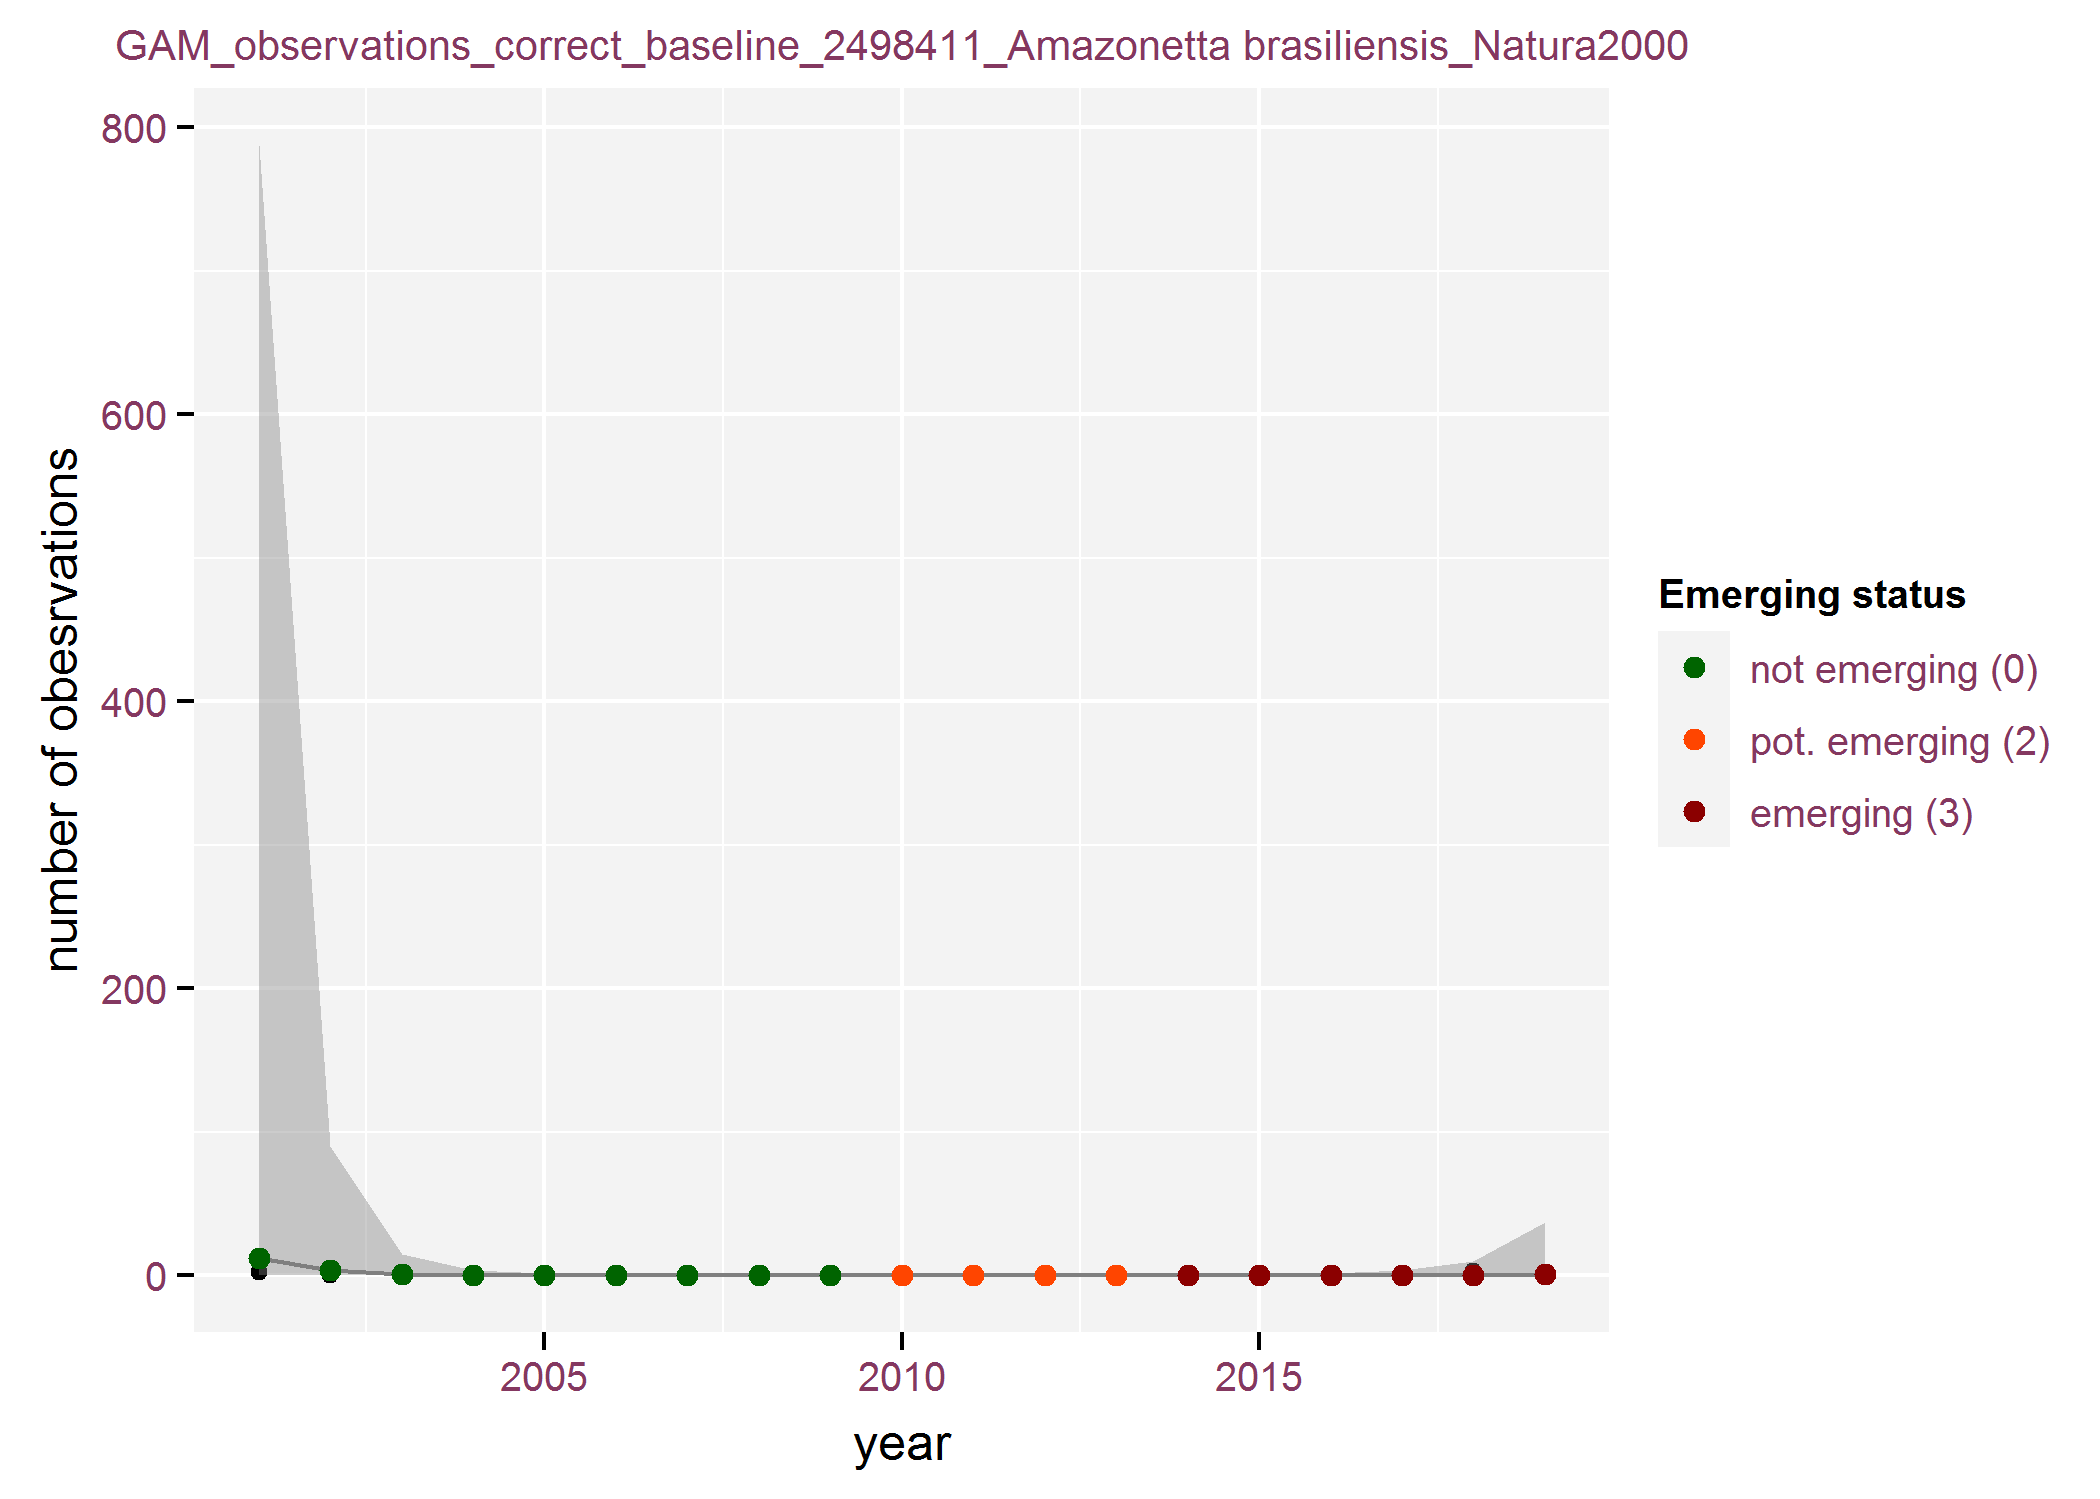 GAM_observations_correct_baseline_2498411_Amazonetta brasiliensis_Natura2000
800
600
400
200
0
number of obesrvations
2005
2010
2015
year
Emerging status
not emerging (0)
pot. emerging (2)
emerging (3)